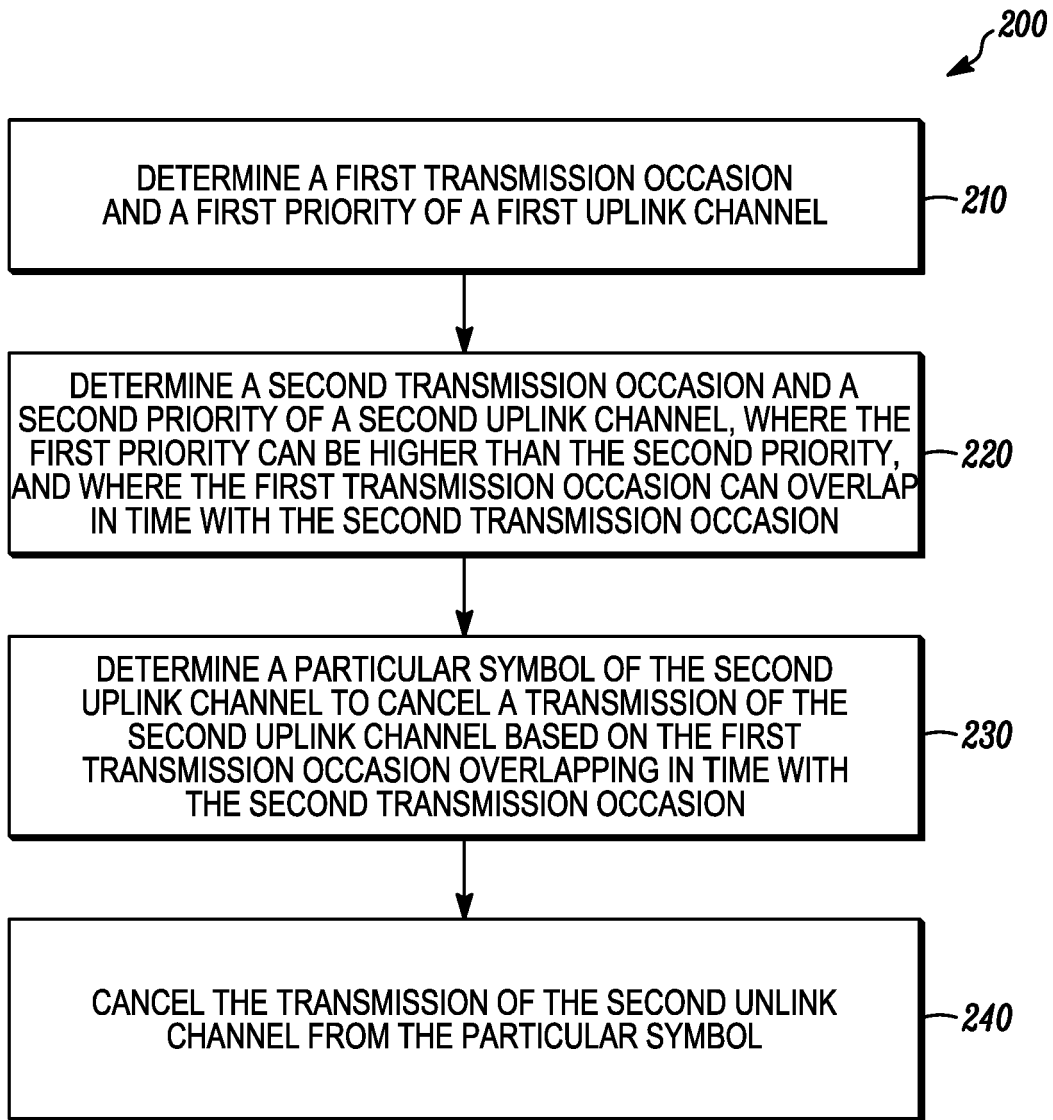 200
DETERMINE A FIRST TRANSMISSION OCCASION
AND A FIRST PRIORITY OF A FIRST UPLINK CHANNEL
210
DETERMINE A SECOND TRANSMISSION OCCASION AND A
SECOND PRIORITY OF A SECOND UPLINK CHANNEL, WHERE THE
FIRST PRIORITY CAN BE HIGHER THAN THE SECOND PRIORITY,
AND WHERE THE FIRST TRANSMISSION OCCASION CAN OVERLAP
IN TIME WITH THE SECOND TRANSMISSION OCCASION
220
DETERMINE A PARTICULAR SYMBOL OF THE SECOND
UPLINK CHANNEL TO CANCEL A TRANSMISSION OF THE
SECOND UPLINK CHANNEL BASED ON THE FIRST
TRANSMISSION OCCASION OVERLAPPING IN TIME WITH
THE SECOND TRANSMISSION OCCASION
230
CANCEL THE TRANSMISSION OF THE SECOND UNLINK
CHANNEL FROM THE PARTICULAR SYMBOL
240